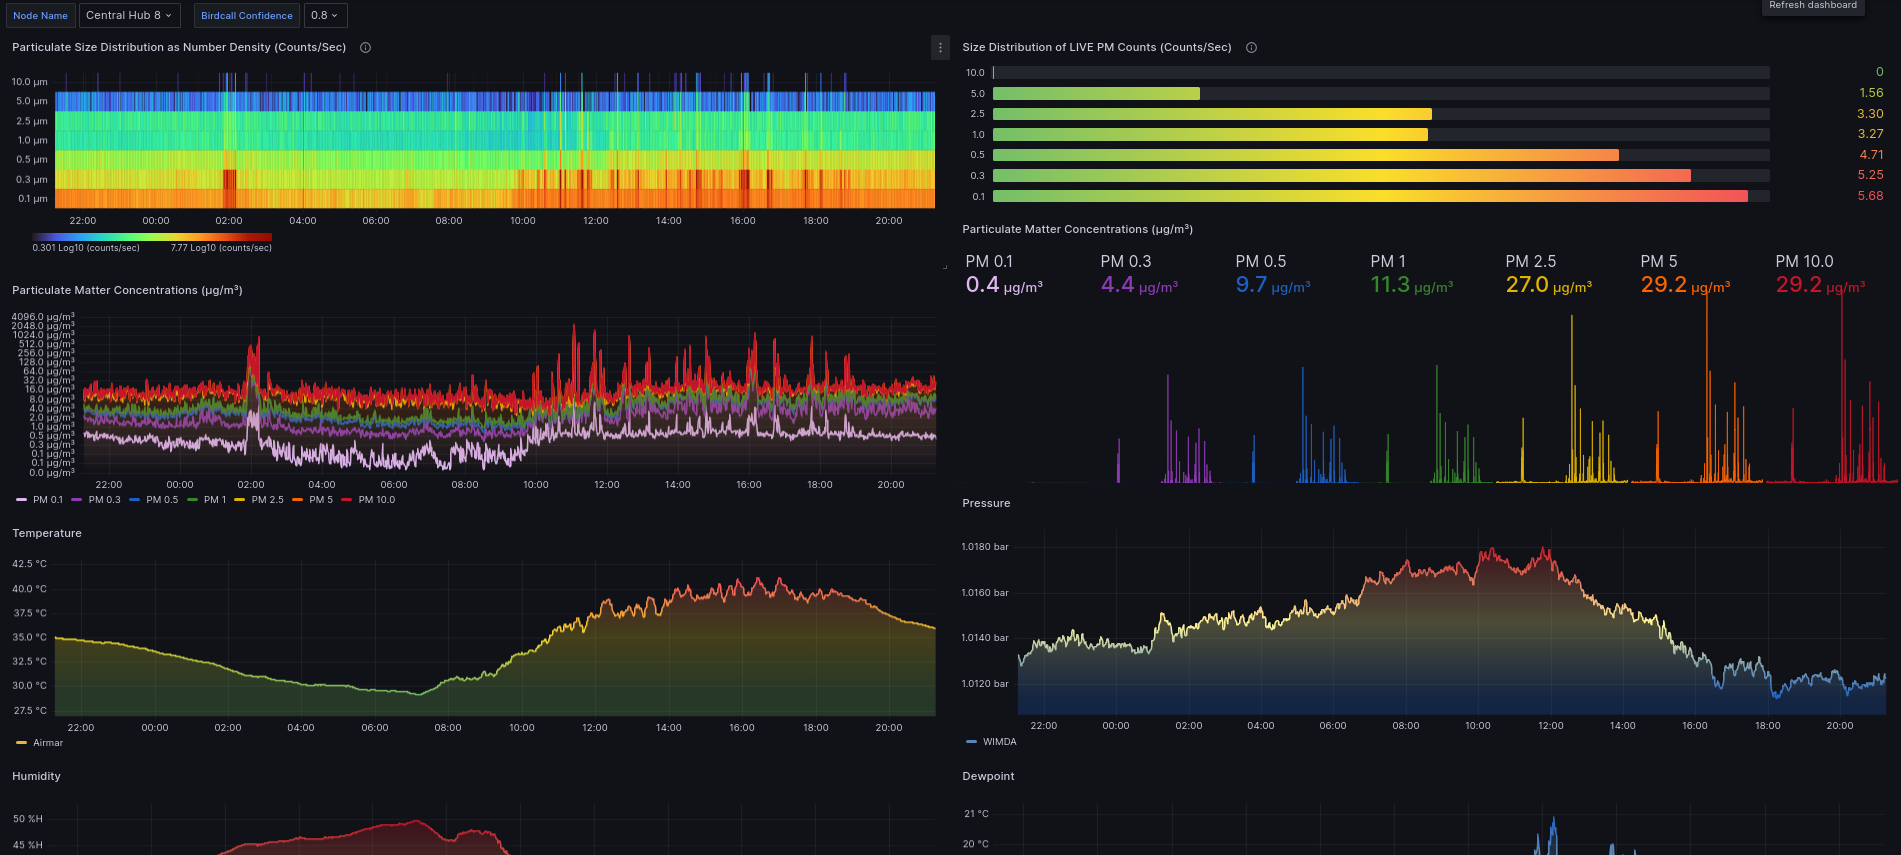 Refresh dashboard
Node Name Central Hub 8 Birdcall Confidence 0.8
Particulate Size Distribution as Number Density (Counts/Sec)
10.0 µm
5.0 µm
2.5 µm
1.0 µm
0.5 µm
0.3 µm
0.1 µm
22:00 00:00 02:00 04:00 06:00 08:00 10:00 12:00 14:00 16:00 18:00 20:00
0.301 Log10 (counts/sec) 7.77 Log10 (counts/sec)
Size Distribution of LIVE PM Counts (Counts/Sec)
10.0 0
5.0 1.56
2.5 3.30
1.0 3.27
0.5 4.71
0.3 5.25
0.1 5.68
Particulate Matter Concentrations (µg/m³)
PM 0.1 PM 0.3 PM 0.5 PM 1 PM 2.5 PM 5 PM 10.0
0.4 µg/m³ 4.4 µg/m³ 9.7 µg/m³ 11.3 µg/m³ 27.0 µg/m³ 29.2 µg/m³ 29.2 µg/m³
Particulate Matter Concentrations (µg/m³)
4096.0 µg/m³
2048.0 µg/m³
1024.0 µg/m³
512.0 µg/m³
256.0 µg/m³
128.0 µg/m³
64.0 µg/m³
32.0 µg/m³
16.0 µg/m³
8.0 µg/m³
4.0 µg/m³
2.0 µg/m³
1.0 µg/m³
0.5 µg/m³
0.3 µg/m³
0.1 µg/m³
0.1 µg/m³
0.0 µg/m³
22:00 00:00 02:00 04:00 06:00 08:00 10:00 12:00 14:00 16:00 18:00 20:00
PM 0.1 PM 0.3 PM 0.5 PM 1 PM 2.5 PM 5 PM 10.0
Temperature
42.5 °C
40.0 °C
37.5 °C
35.0 °C
32.5 °C
30.0 °C
27.5 °C
22:00 00:00 02:00 04:00 06:00 08:00 10:00 12:00 14:00 16:00 18:00 20:00
Airmar
Pressure
1.0180 bar
1.0160 bar
1.0140 bar
1.0120 bar
22:00 00:00 02:00 04:00 06:00 08:00 10:00 12:00 14:00 16:00 18:00 20:00
WIMDA
Humidity
50 %H
45 %H
Dewpoint
21 °C
20 °C